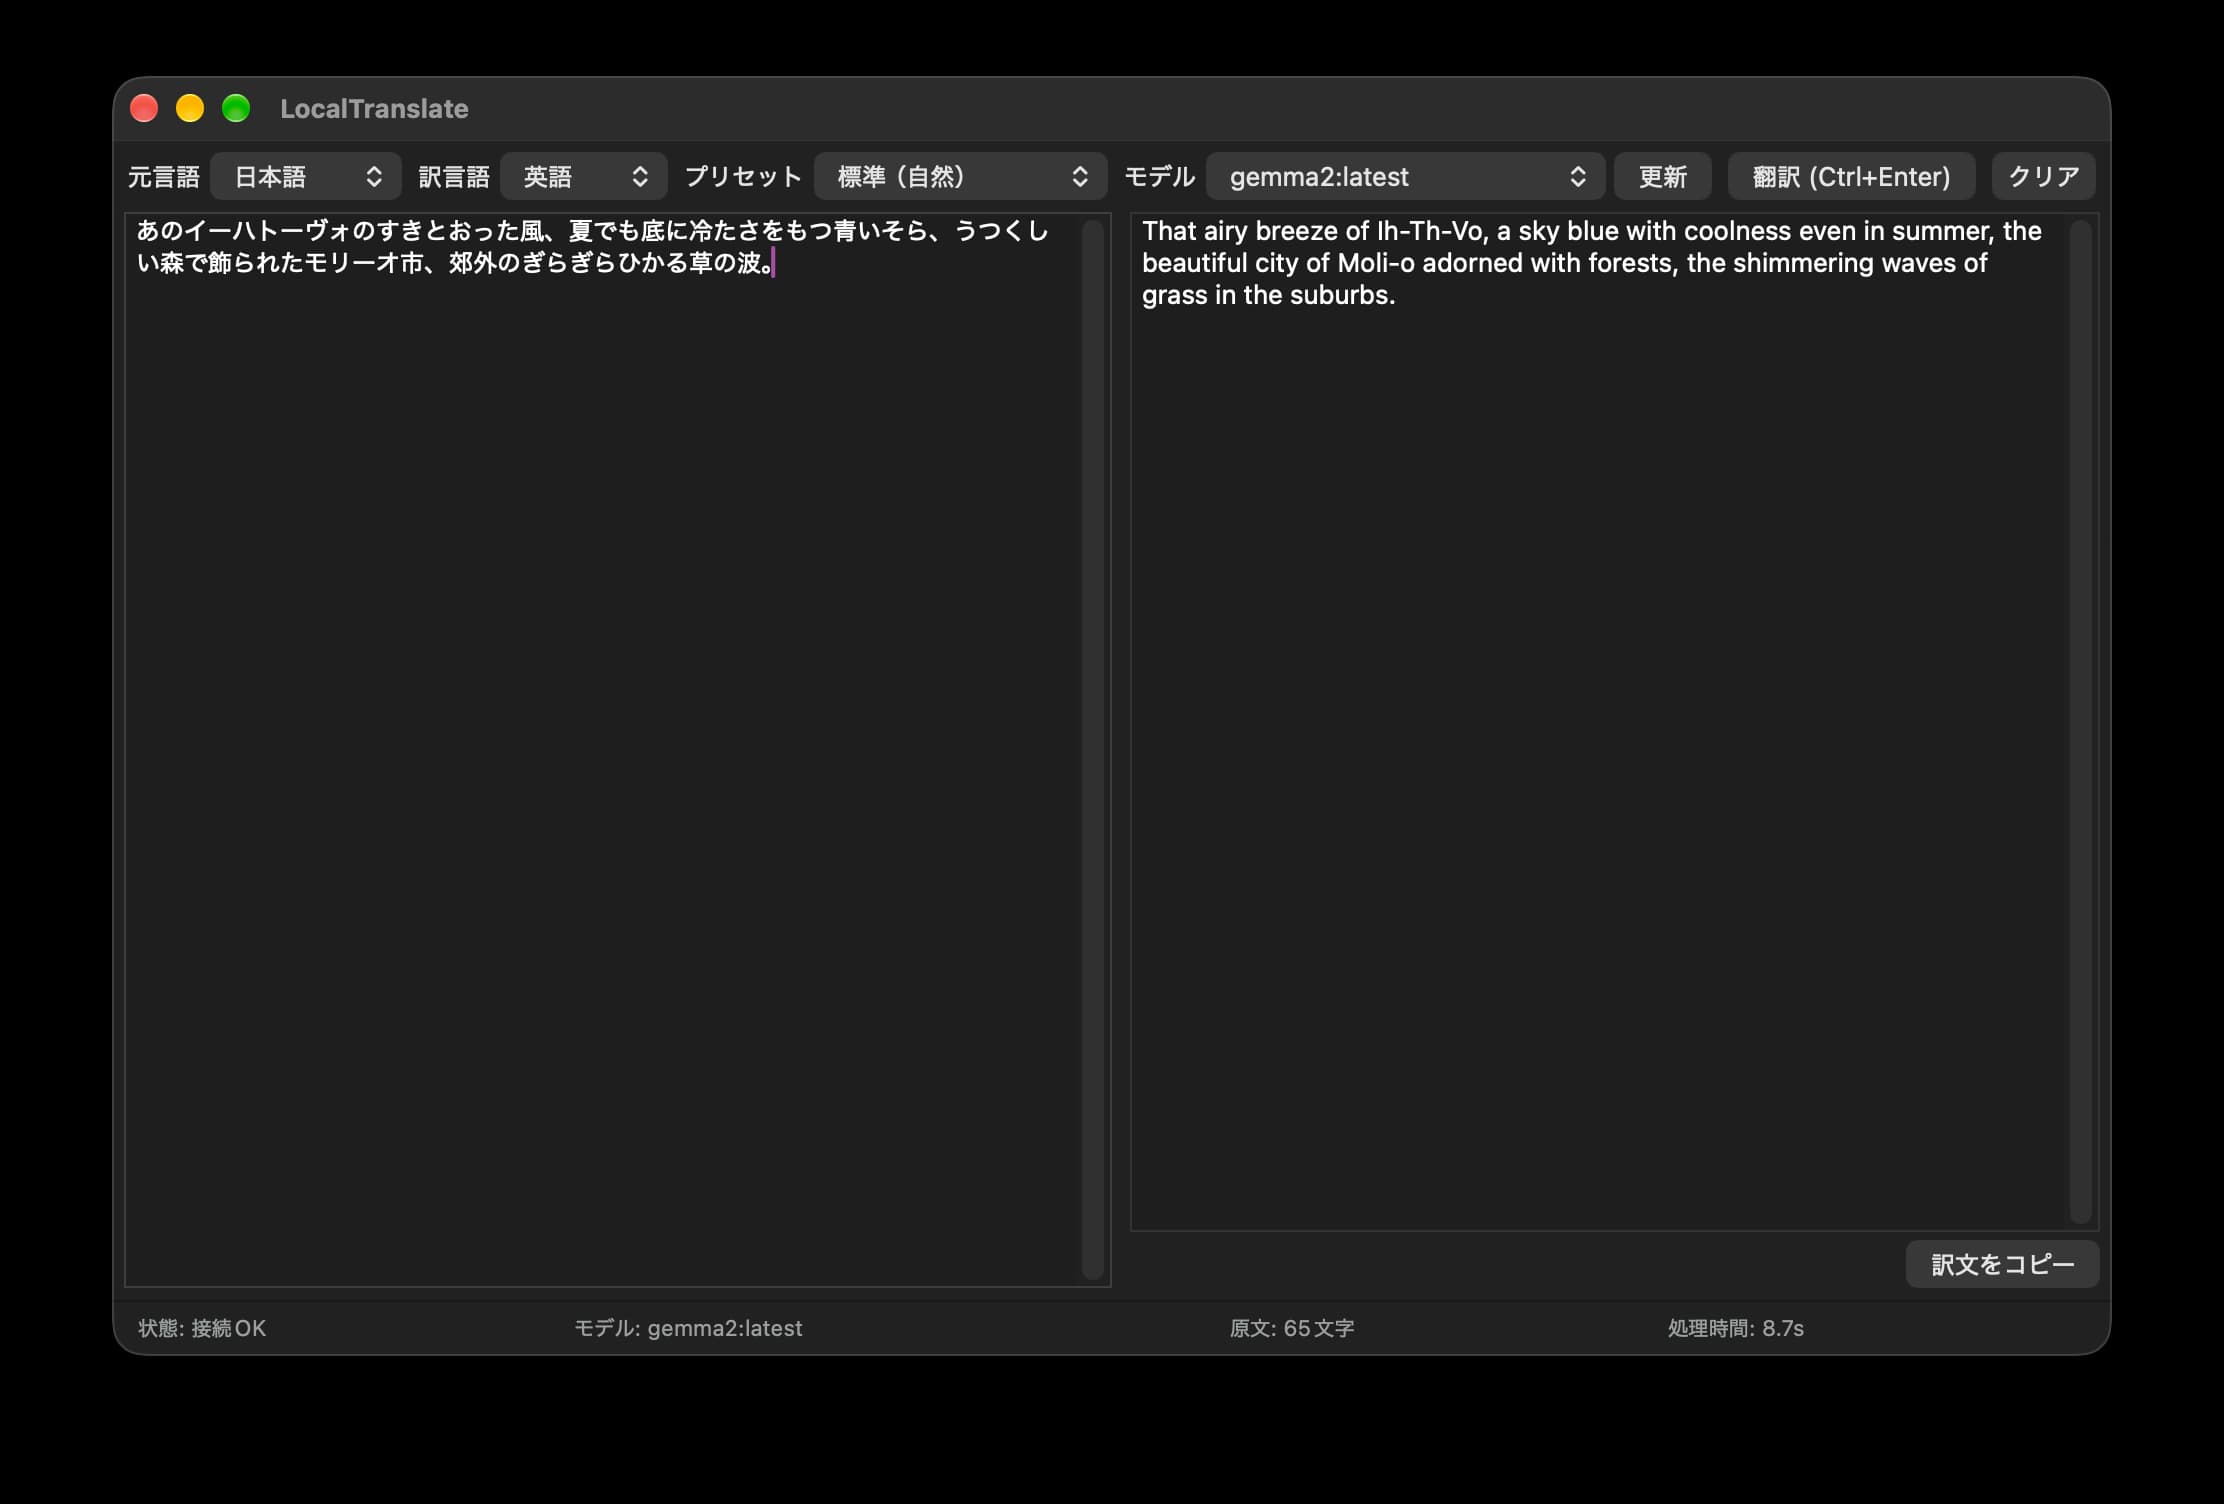 LocalTranslate
元言語 日本語 訳言語 英語 プリセット 標準（自然） モデル gemma2:latest 更新 翻訳 (Ctrl+Enter) クリア
あのイーハトーヴォのすきとおった風、夏でも底に冷たさをもつ青いそら、うつくし
い森で飾られたモリーオ市、郊外のぎらぎらひかる草の波。
That airy breeze of Ih-Th-Vo, a sky blue with coolness even in summer, the
beautiful city of Moli-o adorned with forests, the shimmering waves of
grass in the suburbs.
訳文をコピー
状態: 接続OK モデル: gemma2:latest 原文: 65文字 処理時間: 8.7s